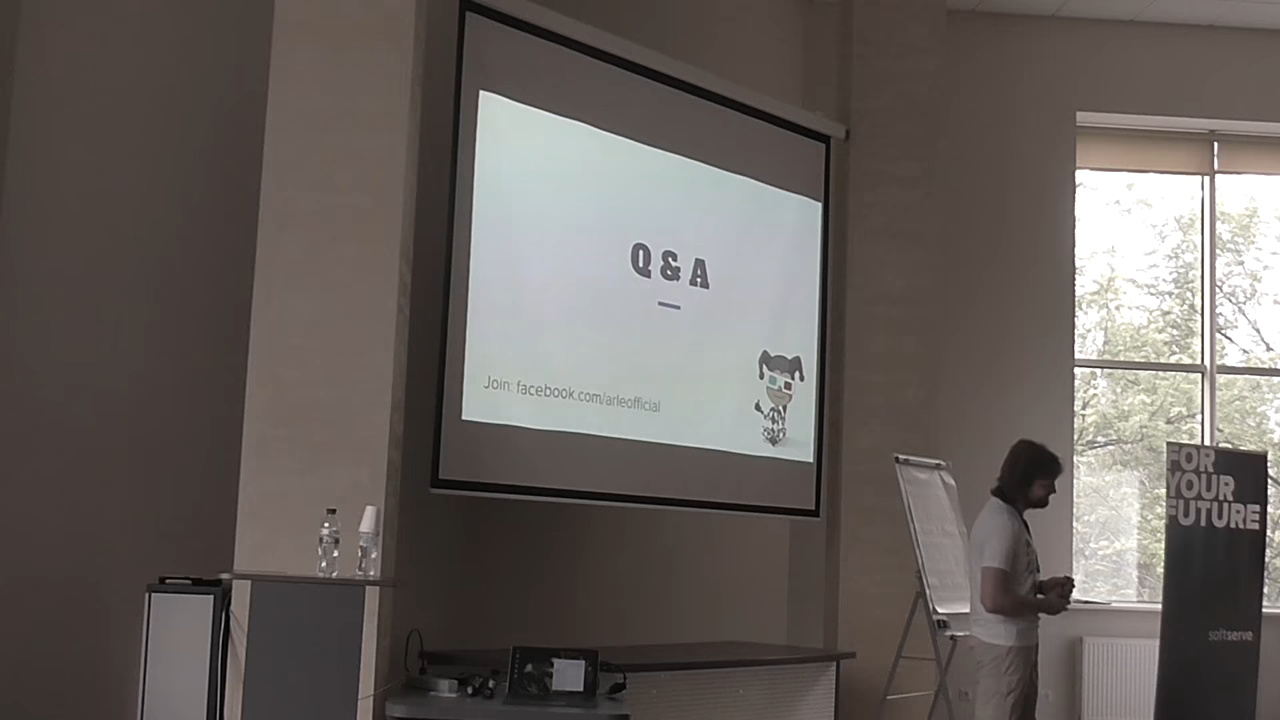 Q & A
Join: facebook.com/arleofficial
FOR
YOUR
FUTURE
softserve